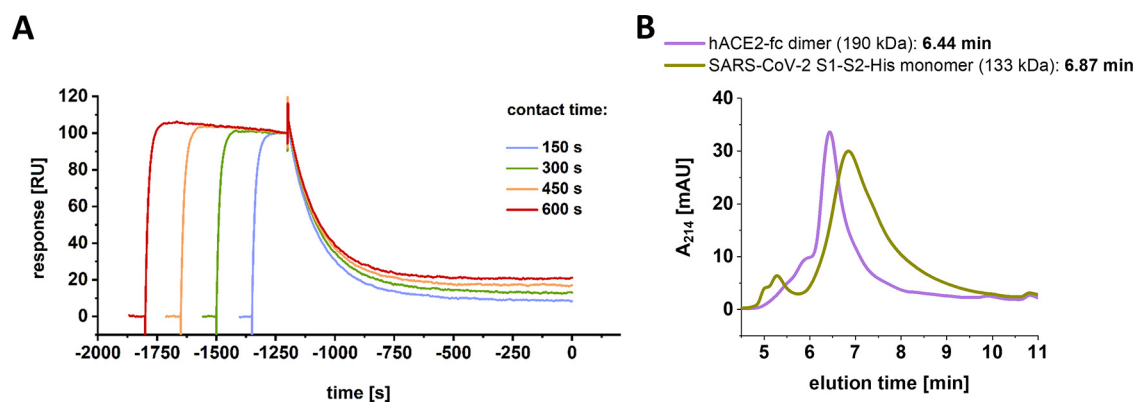 A
response [RU]
120
100
80
60
40
20
0
contact time:
150 s
300 s
450 s
600 s
-2000 -1750 -1500 -1250 -1000 -750 -500 -250 0
time [s]
B
hACE2-fc dimer (190 kDa): 6.44 min
SARS-CoV-2 S1-S2-His monomer (133 kDa): 6.87 min
A214 [mAU]
40
30
20
10
0
5 6 7 8 9 10 11
elution time [min]